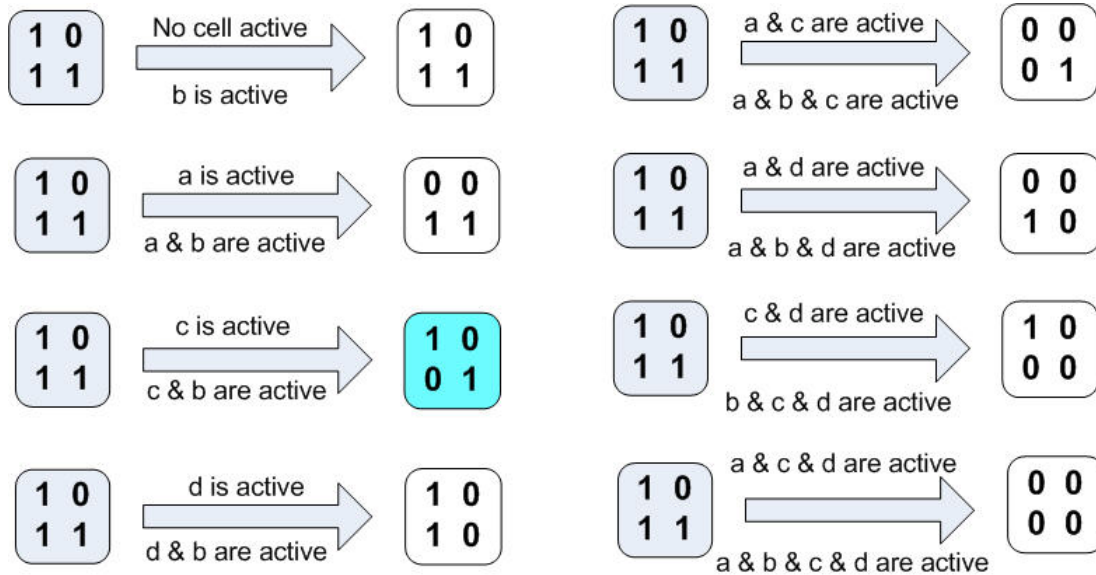 1 0
1 1
No cell active
b is active
1 0
1 1
1 0
1 1
a is active
a & b are active
0 0
1 1
1 0
1 1
c is active
c & b are active
1 0
0 1
1 0
1 1
d is active
d & b are active
1 0
1 0
1 0
1 1
a & c are active
a & b & c are active
0 0
0 1
1 0
1 1
a & d are active
a & b & d are active
0 0
1 0
1 0
1 1
c & d are active
b & c & d are active
1 0
0 0
1 0
1 1
a & c & d are active
a & b & c & d are active
0 0
0 0